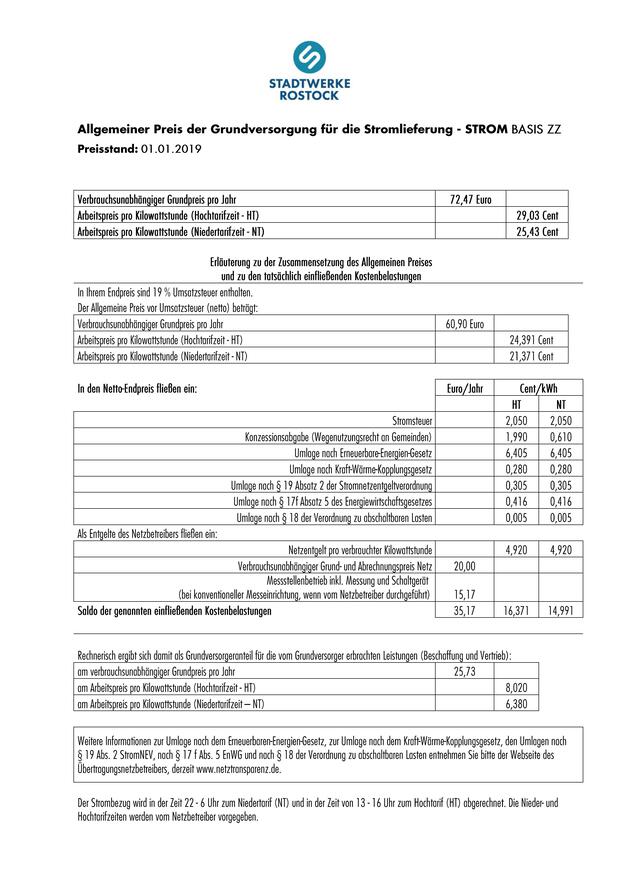 STADTWERKE
ROSTOCK
Allgemeiner Preis der Grundversorgung für die Stromlieferung - STROM BASIS ZZ
Preisstand: 01.01.2019
Verbrauchsunabhängiger Grundpreis pro Jahr 72,47 Euro
Arbeitspreis pro Kilowattstunde (Hochtarifzeit - HT) 29,03 Cent
Arbeitspreis pro Kilowattstunde (Niedertarifzeit - NT) 25,43 Cent
Erläuterung zu der Zusammensetzung des Allgemeinen Preises
und zu den tatsächlich einfließenden Kostenbelastungen
In Ihrem Endpreis sind 19 % Umsatzsteuer enthalten.
Der Allgemeine Preis vor Umsatzsteuer (netto) beträgt:
Verbrauchsunabhängiger Grundpreis pro Jahr 60,90 Euro
Arbeitspreis pro Kilowattstunde (Hochtarifzeit - HT) 24,391 Cent
Arbeitspreis pro Kilowattstunde (Niedertarifzeit - NT) 21,371 Cent
In den Netto-Endpreis fließen ein: Euro/Jahr Cent/kWh
HT NT
Stromsteuer 2,050 2,050
Konzessionsabgabe (Wegenutzungsrecht an Gemeinden) 1,990 0,610
Umlage nach Erneuerbare-Energien-Gesetz 6,405 6,405
Umlage nach Kraft-Wärme-Kopplungsgesetz 0,280 0,280
Umlage nach § 19 Absatz 2 der Stromnetzentgeltverordnung 0,305 0,305
Umlage nach § 17f Absatz 5 des Energiewirtschaftsgesetzes 0,416 0,416
Umlage nach § 18 der Verordnung zu abschaltbaren Lasten 0,005 0,005
Als Entgelte des Netzbetreibers fließen ein:
Netzentgelt pro verbrauchter Kilowattstunde 4,920 4,920
Verbrauchsunabhängiger Grund- und Abrechnungspreis Netz 20,00
Messstellenbetrieb inkl. Messung und Schaltgerät
(bei konventioneller Messeinrichtung, wenn vom Netzbetreiber durchgeführt) 15,17
Saldo der genannten einfließenden Kostenbelastungen 35,17 16,371 14,991
Rechnerisch ergibt sich damit als Grundversorgeranteil für die vom Grundversorger erbrachten Leistungen (Beschaffung und Vertrieb):
am verbrauchsunabhängiger Grundpreis pro Jahr 25,73
am Arbeitspreis pro Kilowattstunde (Hochtarifzeit - HT) 8,020
am Arbeitspreis pro Kilowattstunde (Niedertarifzeit – NT) 6,380
Weitere Informationen zur Umlage nach dem Erneuerbaren-Energien-Gesetz, zur Umlage nach dem Kraft-Wärme-Kopplungsgesetz, den Umlagen nach
§ 19 Abs. 2 StromNEV, nach § 17 f Abs. 5 EnWG und nach § 18 der Verordnung zu abschaltbaren Lasten entnehmen Sie bitte der Webseite des
Übertragungsnetzbetreibers, derzeit www.netztransparenz.de.
Der Strombezug wird in der Zeit 22 - 6 Uhr zum Niedertarif (NT) und in der Zeit von 13 - 16 Uhr zum Hochtarif (HT) abgerechnet. Die Nieder- und
Hochtarifzeiten werden vom Netzbetreiber vorgegeben.